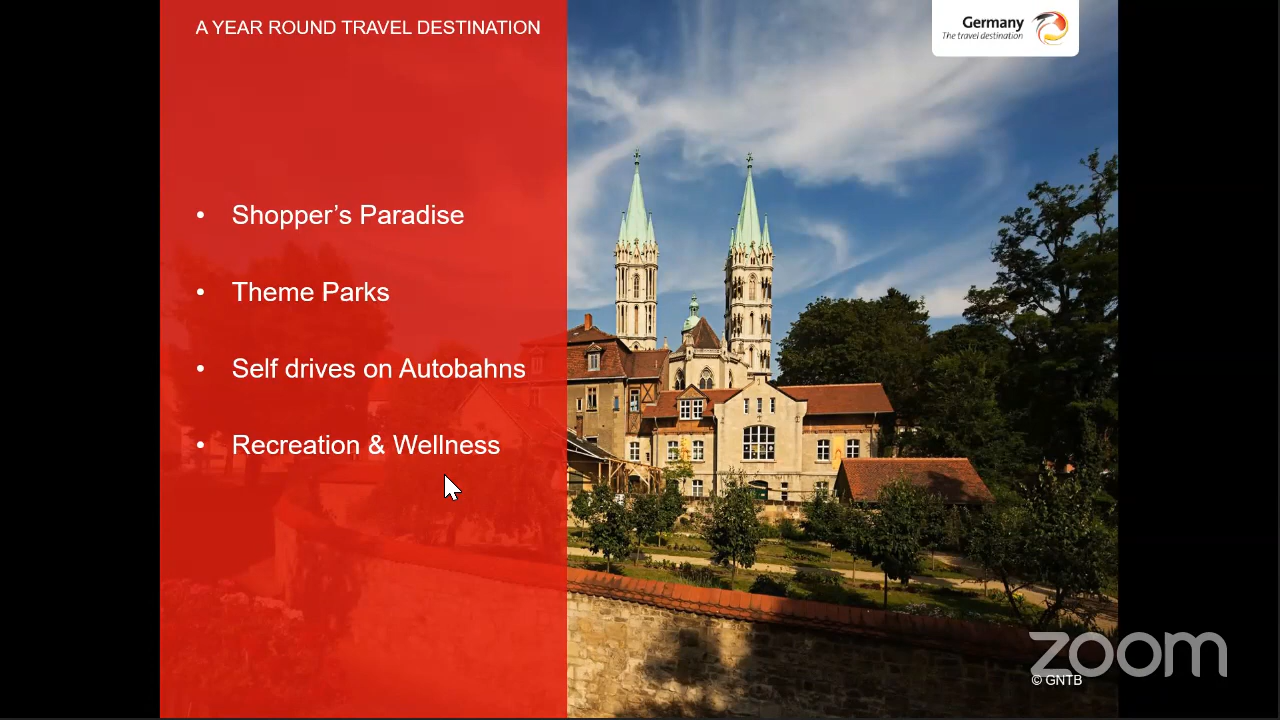 A YEAR ROUND TRAVEL DESTINATION
Germany
The travel destination
• Shopper’s Paradise
• Theme Parks
• Self drives on Autobahns
• Recreation & Wellness
zoom
© GNTB